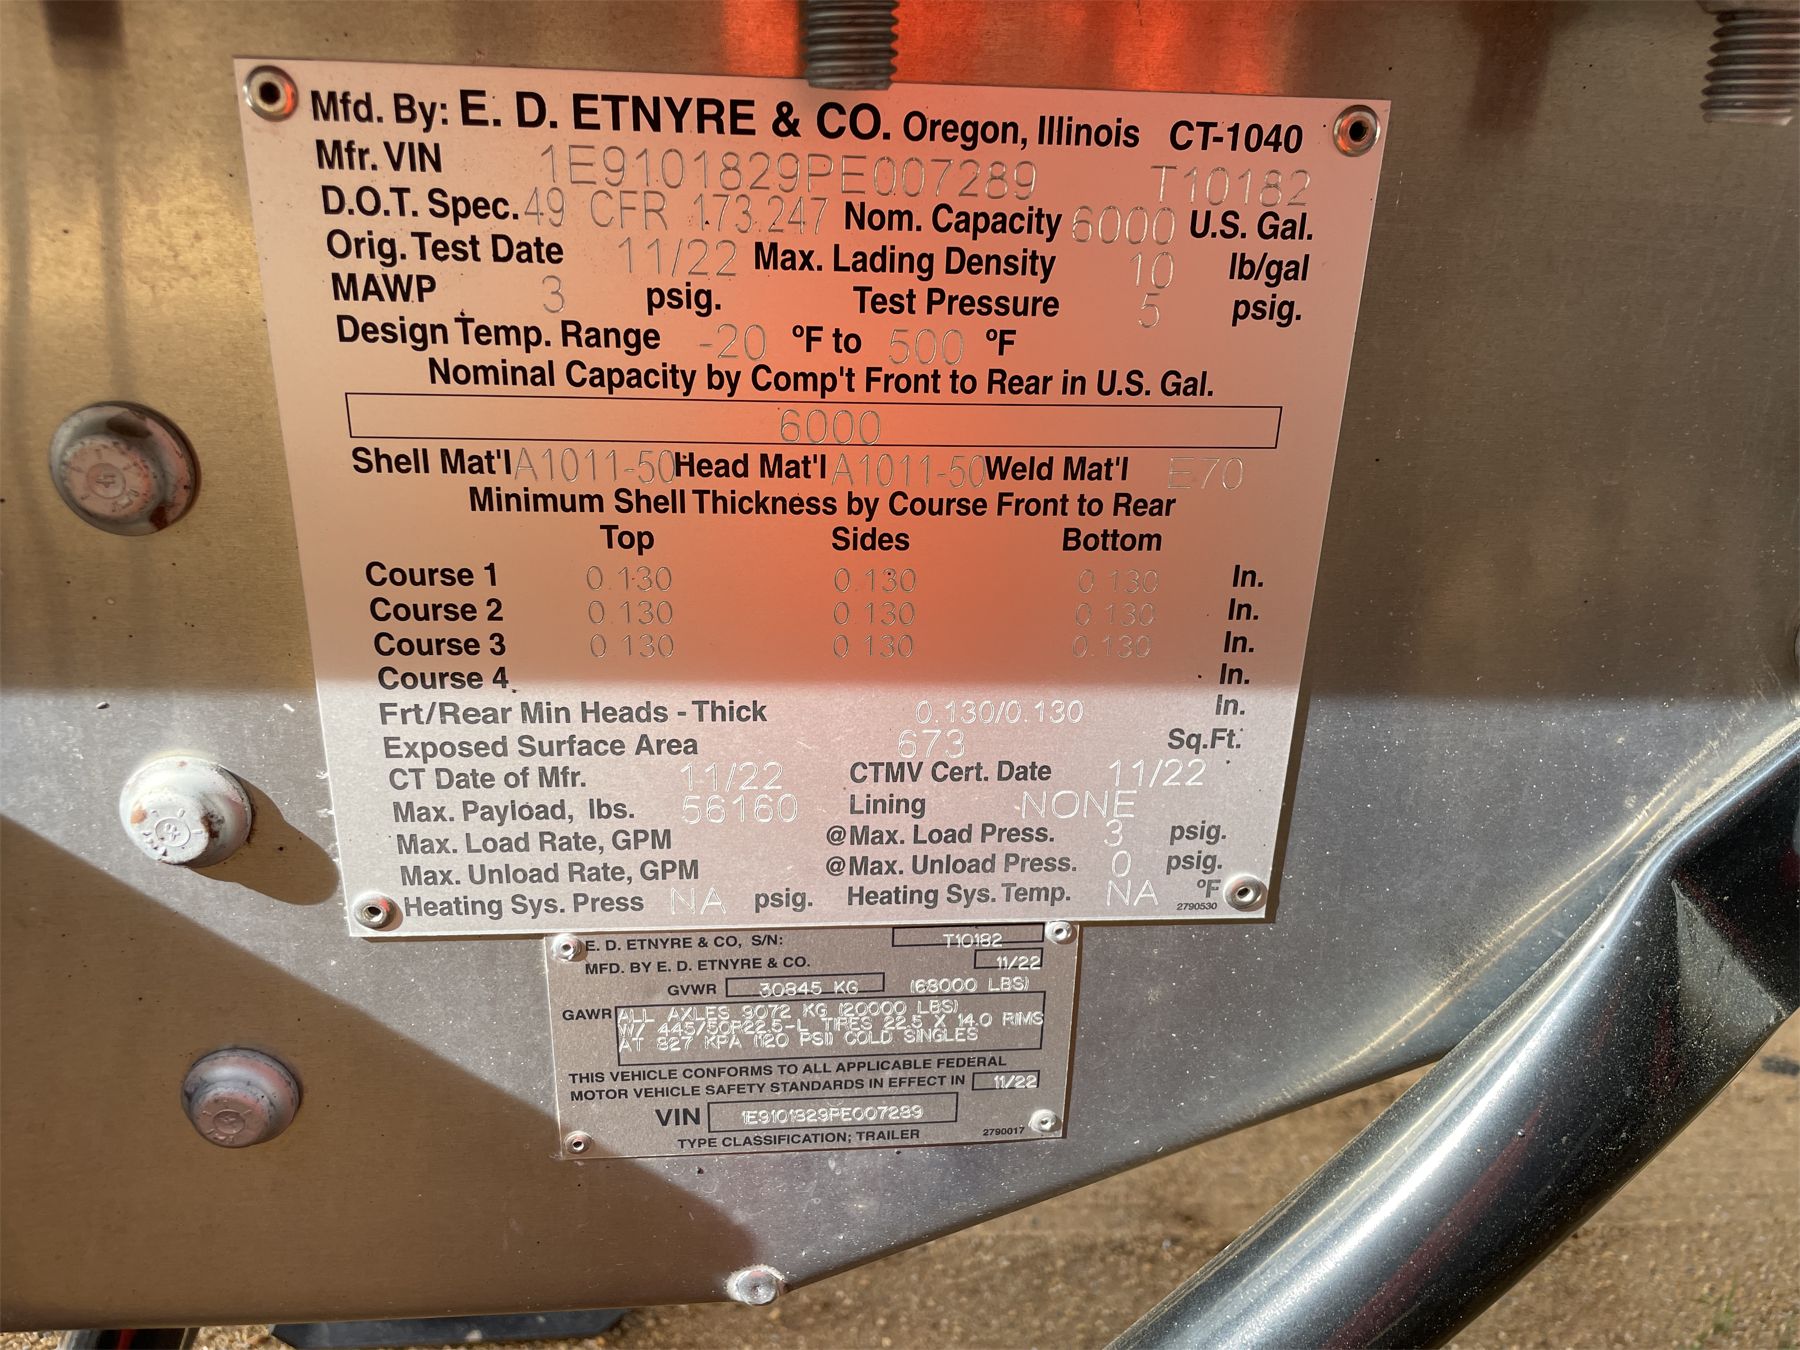 Mfd. By: E. D. ETNYRE & CO. Oregon, Illinois CT-1040
Mfr. VIN 1E9101829PE007289 T10182
D.O.T. Spec. 49 CFR 173.247 Nom. Capacity 6000 U.S. Gal.
Orig. Test Date 11/22 Max. Lading Density 10 lb/gal
MAWP 3 psig. Test Pressure 5 psig.
Design Temp. Range -20 ºF to 500 ºF
Nominal Capacity by Comp't Front to Rear in U.S. Gal.
6000
Shell Mat'l A1011-50 Head Mat'l A1011-50 Weld Mat'l E70
Minimum Shell Thickness by Course Front to Rear
Top Sides Bottom
Course 1 0.130 0.130 0.130 In.
Course 2 0.130 0.130 0.130 In.
Course 3 0.130 0.130 0.130 In.
Course 4 In.
Frt/Rear Min Heads - Thick 0.130/0.130 In.
Exposed Surface Area 673 Sq.Ft.
CT Date of Mfr. 11/22 CTMV Cert. Date 11/22
Max. Payload, lbs. 56160 Lining NONE
Max. Load Rate, GPM @Max. Load Press. 3 psig.
Max. Unload Rate, GPM @Max. Unload Press. 0 psig.
Heating Sys. Press NA psig. Heating Sys. Temp. NA ºF
2790530
E. D. ETNYRE & CO, S/N: T10182
MFD. BY E. D. ETNYRE & CO. 11/22
GVWR 30845 KG (68000 LBS)
GAWR ALL AXLES 9072 KG (20000 LBS),
W/ 445/50R22.5-L TIRES 22.5 X 14.0 RIMS
AT 827 KPA (120 PSI) COLD SINGLES
THIS VEHICLE CONFORMS TO ALL APPLICABLE FEDERAL
MOTOR VEHICLE SAFETY STANDARDS IN EFFECT IN 11/22
VIN 1E9101829PE007289
TYPE CLASSIFICATION; TRAILER 2790017